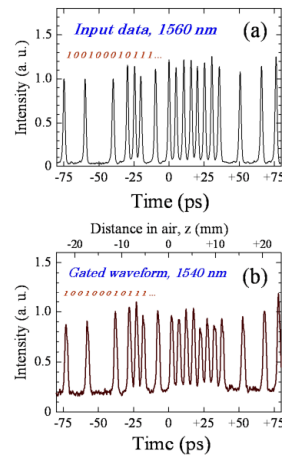 Input data, 1560 nm
(a)
100100010111...
Intensity (a. u.)
1.5
1.0
0.5
0
-75 -50 -25 0 +25 +50 +75
Time (ps)
Distance in air, z (mm)
-20 -10 0 +10 +20
Gated waveform, 1540 nm
(b)
100100010111...
Intensity (a. u.)
1.5
1.0
0.5
0
-75 -50 -25 0 +25 +50 +75
Time (ps)